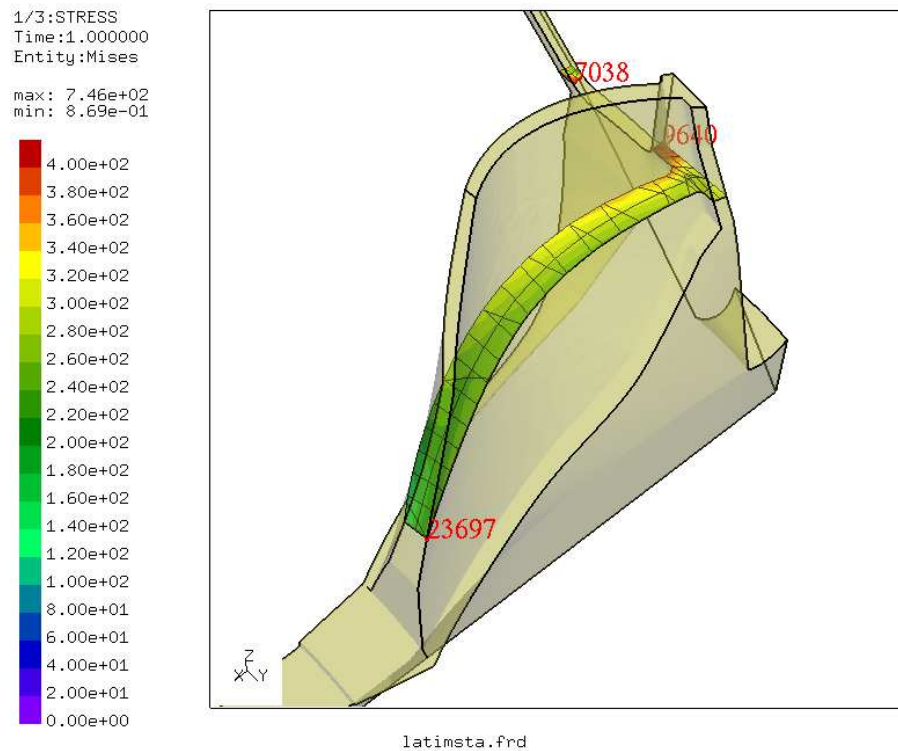 1/3:STRESS
Time:1.000000
Entity:Mises
max: 7.46e+02
min: 8.69e-01
4.00e+02
3.80e+02
3.60e+02
3.40e+02
3.20e+02
3.00e+02
2.80e+02
2.60e+02
2.40e+02
2.20e+02
2.00e+02
1.80e+02
1.60e+02
1.40e+02
1.20e+02
1.00e+02
8.00e+01
6.00e+01
4.00e+01
2.00e+01
0.00e+00
7038
9640
23697
Z
X Y
latimsta.frd